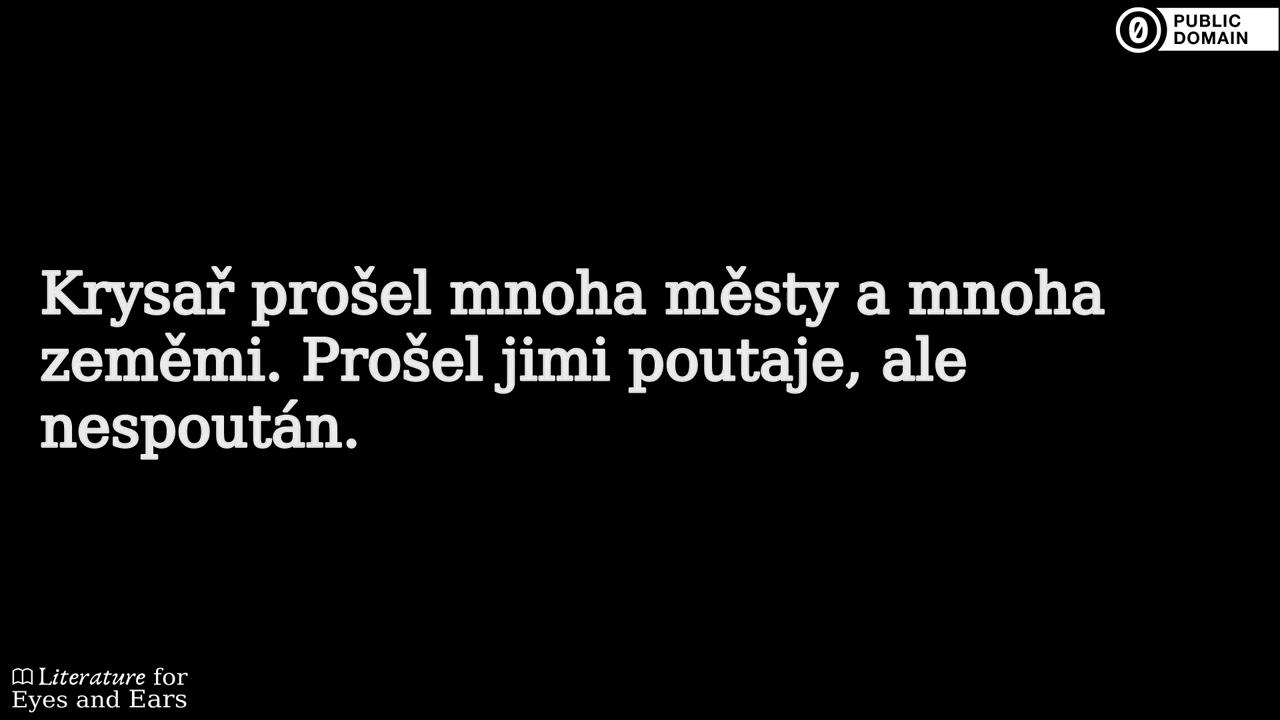 PUBLIC
DOMAIN
Krysař prošel mnoha městy a mnoha
zeměmi. Prošel jimi poutaje, ale
nespoután.
Literature for
Eyes and Ears